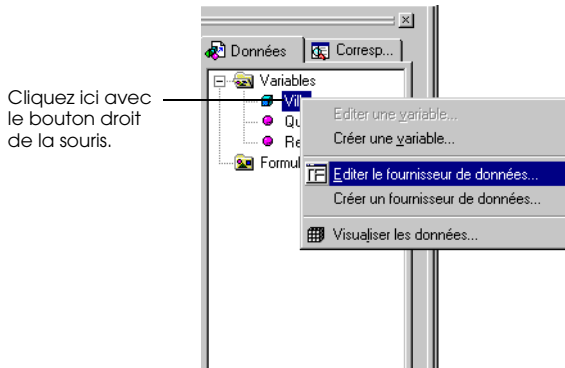 Données
Corresp...
Variables
Cliquez ici avec
le bouton droit
de la souris.
Editer une variable...
Créer une variable...
Editer le fournisseur de données...
Créer un fournisseur de données...
Visualiser les données...